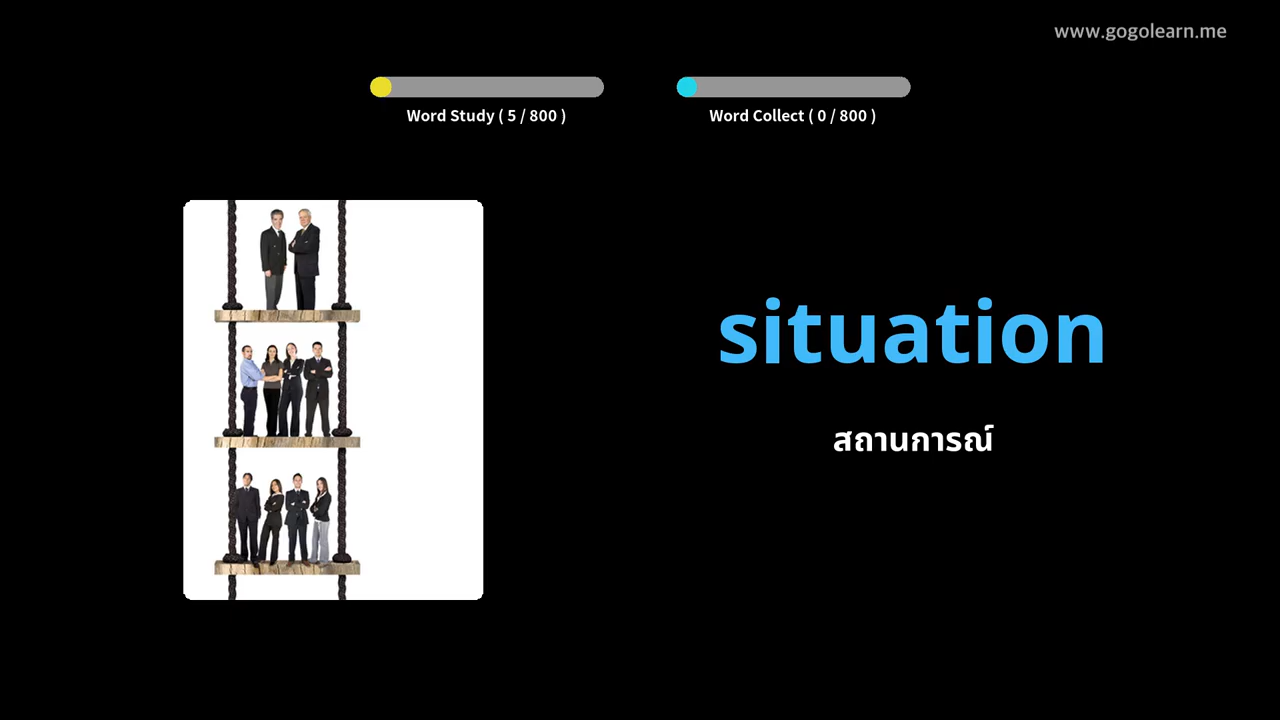 www.gogolearn.me
Word Study ( 5 / 800 )
Word Collect ( 0 / 800 )
situation
สถานการณ์